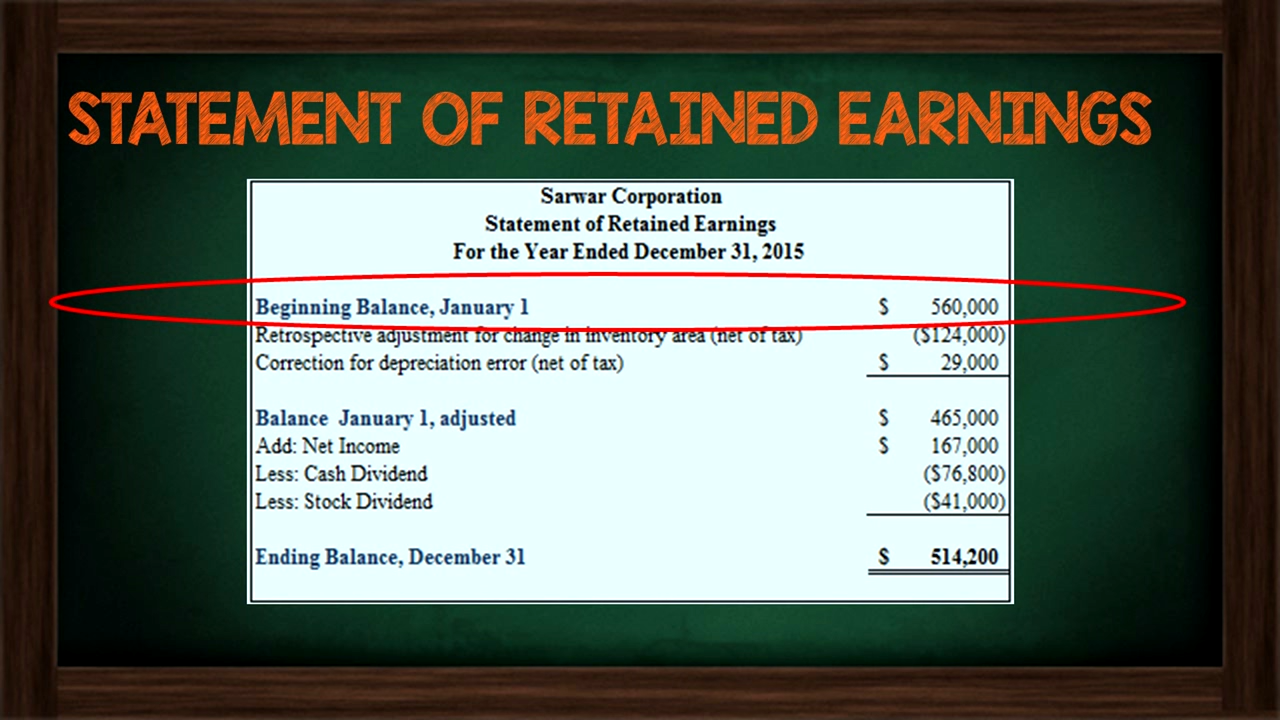 STATEMENT OF RETAINED EARNINGS
Sarwar Corporation
Statement of Retained Earnings
For the Year Ended December 31, 2015
Beginning Balance, January 1 $ 560,000
Retrospective adjustment for change in inventory area (net of tax) ($124,000)
Correction for depreciation error (net of tax) $ 29,000
Balance January 1, adjusted $ 465,000
Add: Net Income $ 167,000
Less: Cash Dividend ($76,800)
Less: Stock Dividend ($41,000)
Ending Balance, December 31 $ 514,200